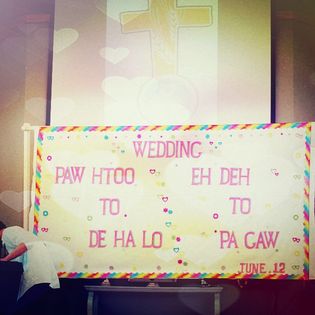 WEDDING
PAW HTOO EH DEH
TO TO
DE HA LO PA GAW
JUNE. 12